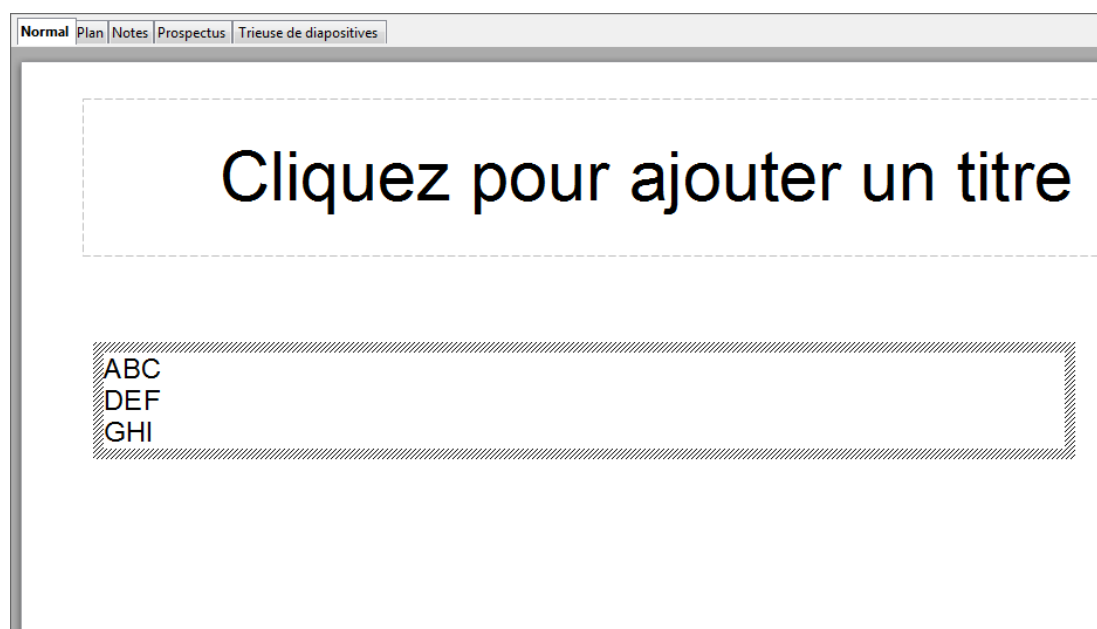 Normal Plan Notes Prospectus Trieuse de diapositives
Cliquez pour ajouter un titre
ABC
DEF
GHI